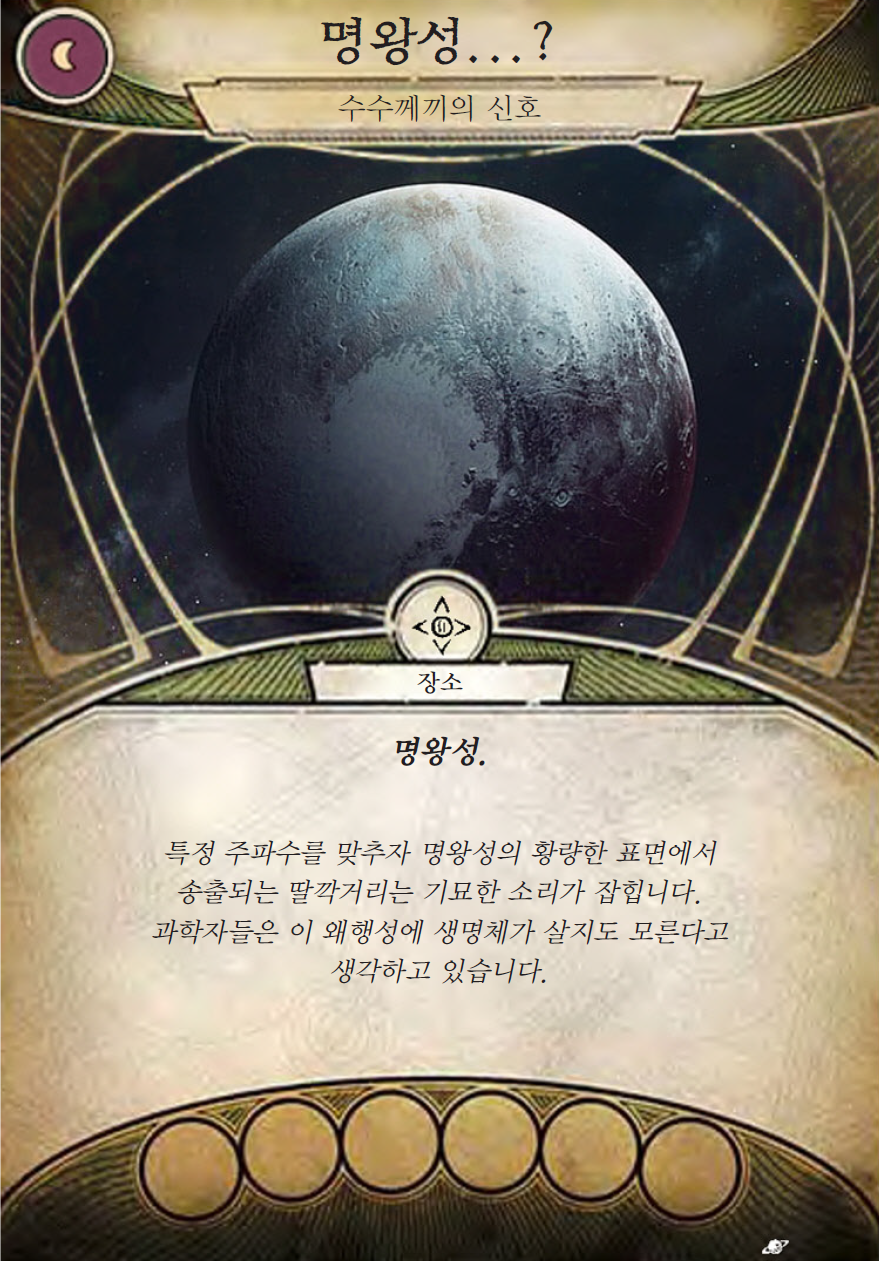 명왕성...?
수수께끼의 신호
장소
명왕성.
특정 주파수를 맞추자 명왕성의 황량한 표면에서
송출되는 딸깍거리는 기묘한 소리가 잡힙니다.
과학자들은 이 왜행성에 생명체가 살지도 모른다고
생각하고 있습니다.